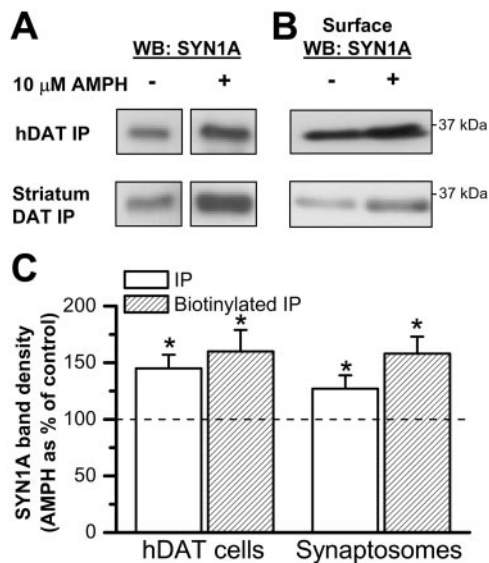 A
B
WB: SYN1A
Surface
WB: SYN1A
10 μM AMPH - + - +
hDAT IP
37 kDa
Striatum
DAT IP
37 kDa
C
IP
Biotinylated IP
SYN1A band density
(AMPH as % of control)
200
150
100
50
0
* * * *
hDAT cells
Synaptosomes